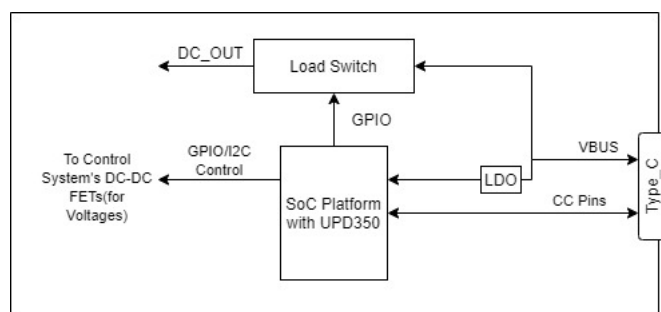 DC_OUT
Load Switch
GPIO
GPIO/I2C
Control
To Control
System's DC-DC
FETs(for
Voltages)
SoC Platform
with UPD350
LDO
VBUS
CC Pins
Type_C